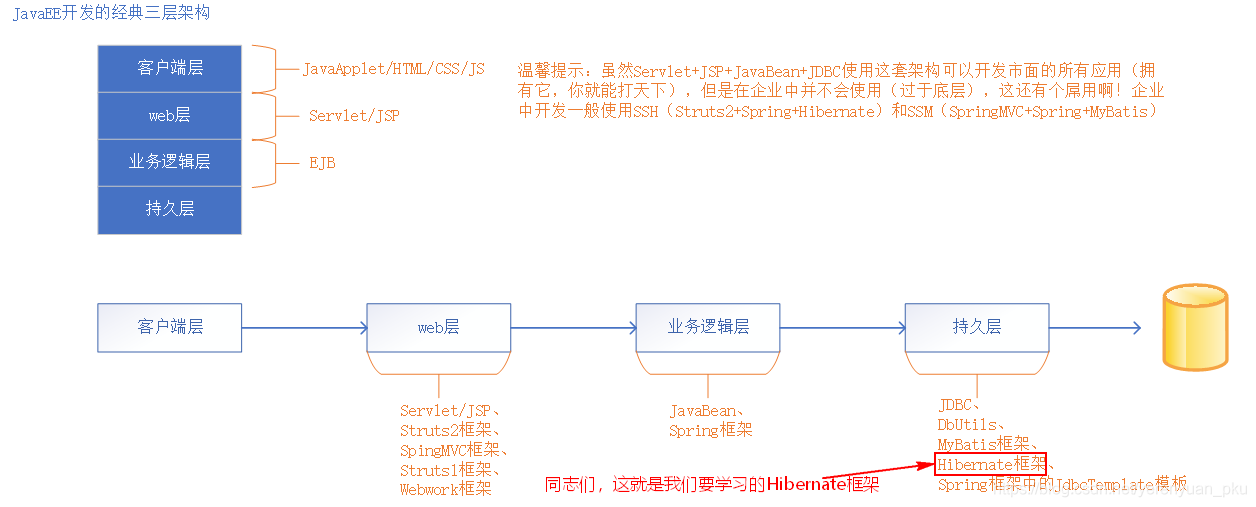 JavaEE开发的经典三层架构
客户端层
JavaApplet/HTML/CSS/JS
web层
Servlet/JSP
业务逻辑层
EJB
持久层
温馨提示：虽然Servlet+JSP+JavaBean+JDBC使用这套架构可以开发市面的所有应用（拥
有它，你就能打天下），但是在企业中并不会使用（过于底层），这还有个屌用啊！企业
中开发一般使用SSH（Struts2+Spring+Hibernate）和SSM（SpringMVC+Spring+MyBatis）
客户端层
web层
业务逻辑层
持久层
Servlet/JSP、
Struts2框架、
SpingMVC框架、
Struts1框架、
Webwork框架
JavaBean、
Spring框架
JDBC、
DbUtils、
MyBatis框架、
Hibernate框架、
Spring框架中的JdbcTemplate模板
同志们，这就是我们要学习的Hibernate框架